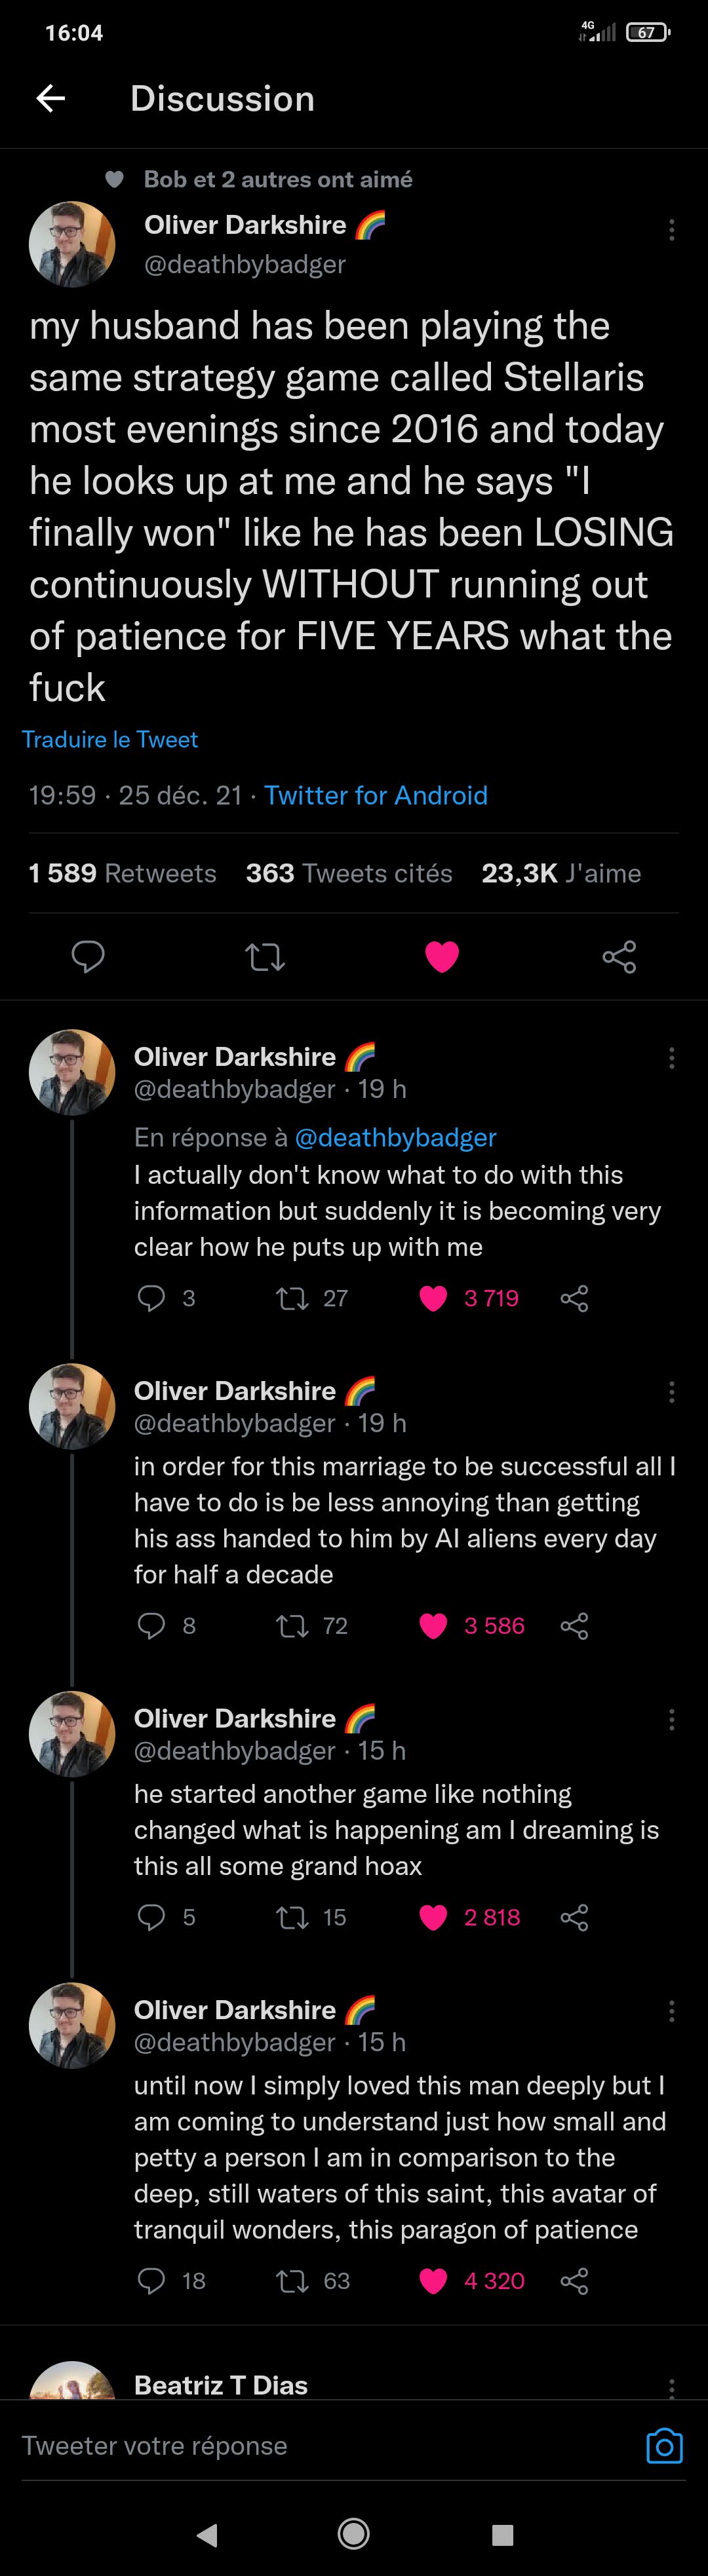 16:04
4G
67
Discussion
Bob et 2 autres ont aimé
Oliver Darkshire 🌈
@deathbybadger
my husband has been playing the
same strategy game called Stellaris
most evenings since 2016 and today
he looks up at me and he says "I
finally won" like he has been LOSING
continuously WITHOUT running out
of patience for FIVE YEARS what the
fuck
Traduire le Tweet
19:59 · 25 déc. 21 · Twitter for Android
1 589 Retweets 363 Tweets cités 23,3K J'aime
Oliver Darkshire 🌈
@deathbybadger · 19 h
En réponse à @deathbybadger
I actually don't know what to do with this
information but suddenly it is becoming very
clear how he puts up with me
3 27 3 719
Oliver Darkshire 🌈
@deathbybadger · 19 h
in order for this marriage to be successful all I
have to do is be less annoying than getting
his ass handed to him by AI aliens every day
for half a decade
8 72 3 586
Oliver Darkshire 🌈
@deathbybadger · 15 h
he started another game like nothing
changed what is happening am I dreaming is
this all some grand hoax
5 15 2 818
Oliver Darkshire 🌈
@deathbybadger · 15 h
until now I simply loved this man deeply but I
am coming to understand just how small and
petty a person I am in comparison to the
deep, still waters of this saint, this avatar of
tranquil wonders, this paragon of patience
18 63 4 320
Beatriz T Dias
Tweeter votre réponse